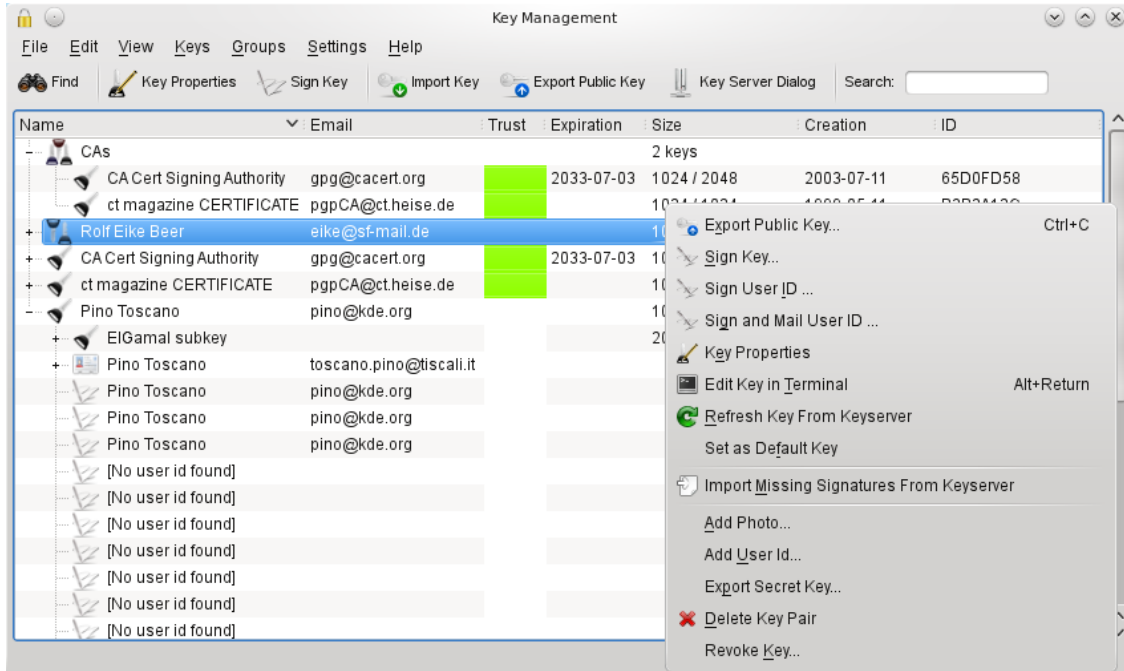 Key Management
File Edit View Keys Groups Settings Help
Find Key Properties Sign Key Import Key Export Public Key Key Server Dialog Search:
Name Email Trust Expiration Size Creation ID
CAs 2 keys
CA Cert Signing Authority gpg@cacert.org 2033-07-03 1024 / 2048 2003-07-11 65D0FD58
ct magazine CERTIFICATE pgpCA@ct.heise.de
Rolf Eike Beer eike@sf-mail.de
CA Cert Signing Authority gpg@cacert.org 2033-07-03
ct magazine CERTIFICATE pgpCA@ct.heise.de
Pino Toscano pino@kde.org
ElGamal subkey
Pino Toscano toscano.pino@tiscali.it
Pino Toscano pino@kde.org
Pino Toscano pino@kde.org
Pino Toscano pino@kde.org
[No user id found]
[No user id found]
[No user id found]
[No user id found]
[No user id found]
[No user id found]
[No user id found]
Export Public Key... Ctrl+C
Sign Key...
Sign User ID ...
Sign and Mail User ID ...
Key Properties
Edit Key in Terminal Alt+Return
Refresh Key From Keyserver
Set as Default Key
Import Missing Signatures From Keyserver
Add Photo...
Add User Id...
Export Secret Key...
Delete Key Pair
Revoke Key...